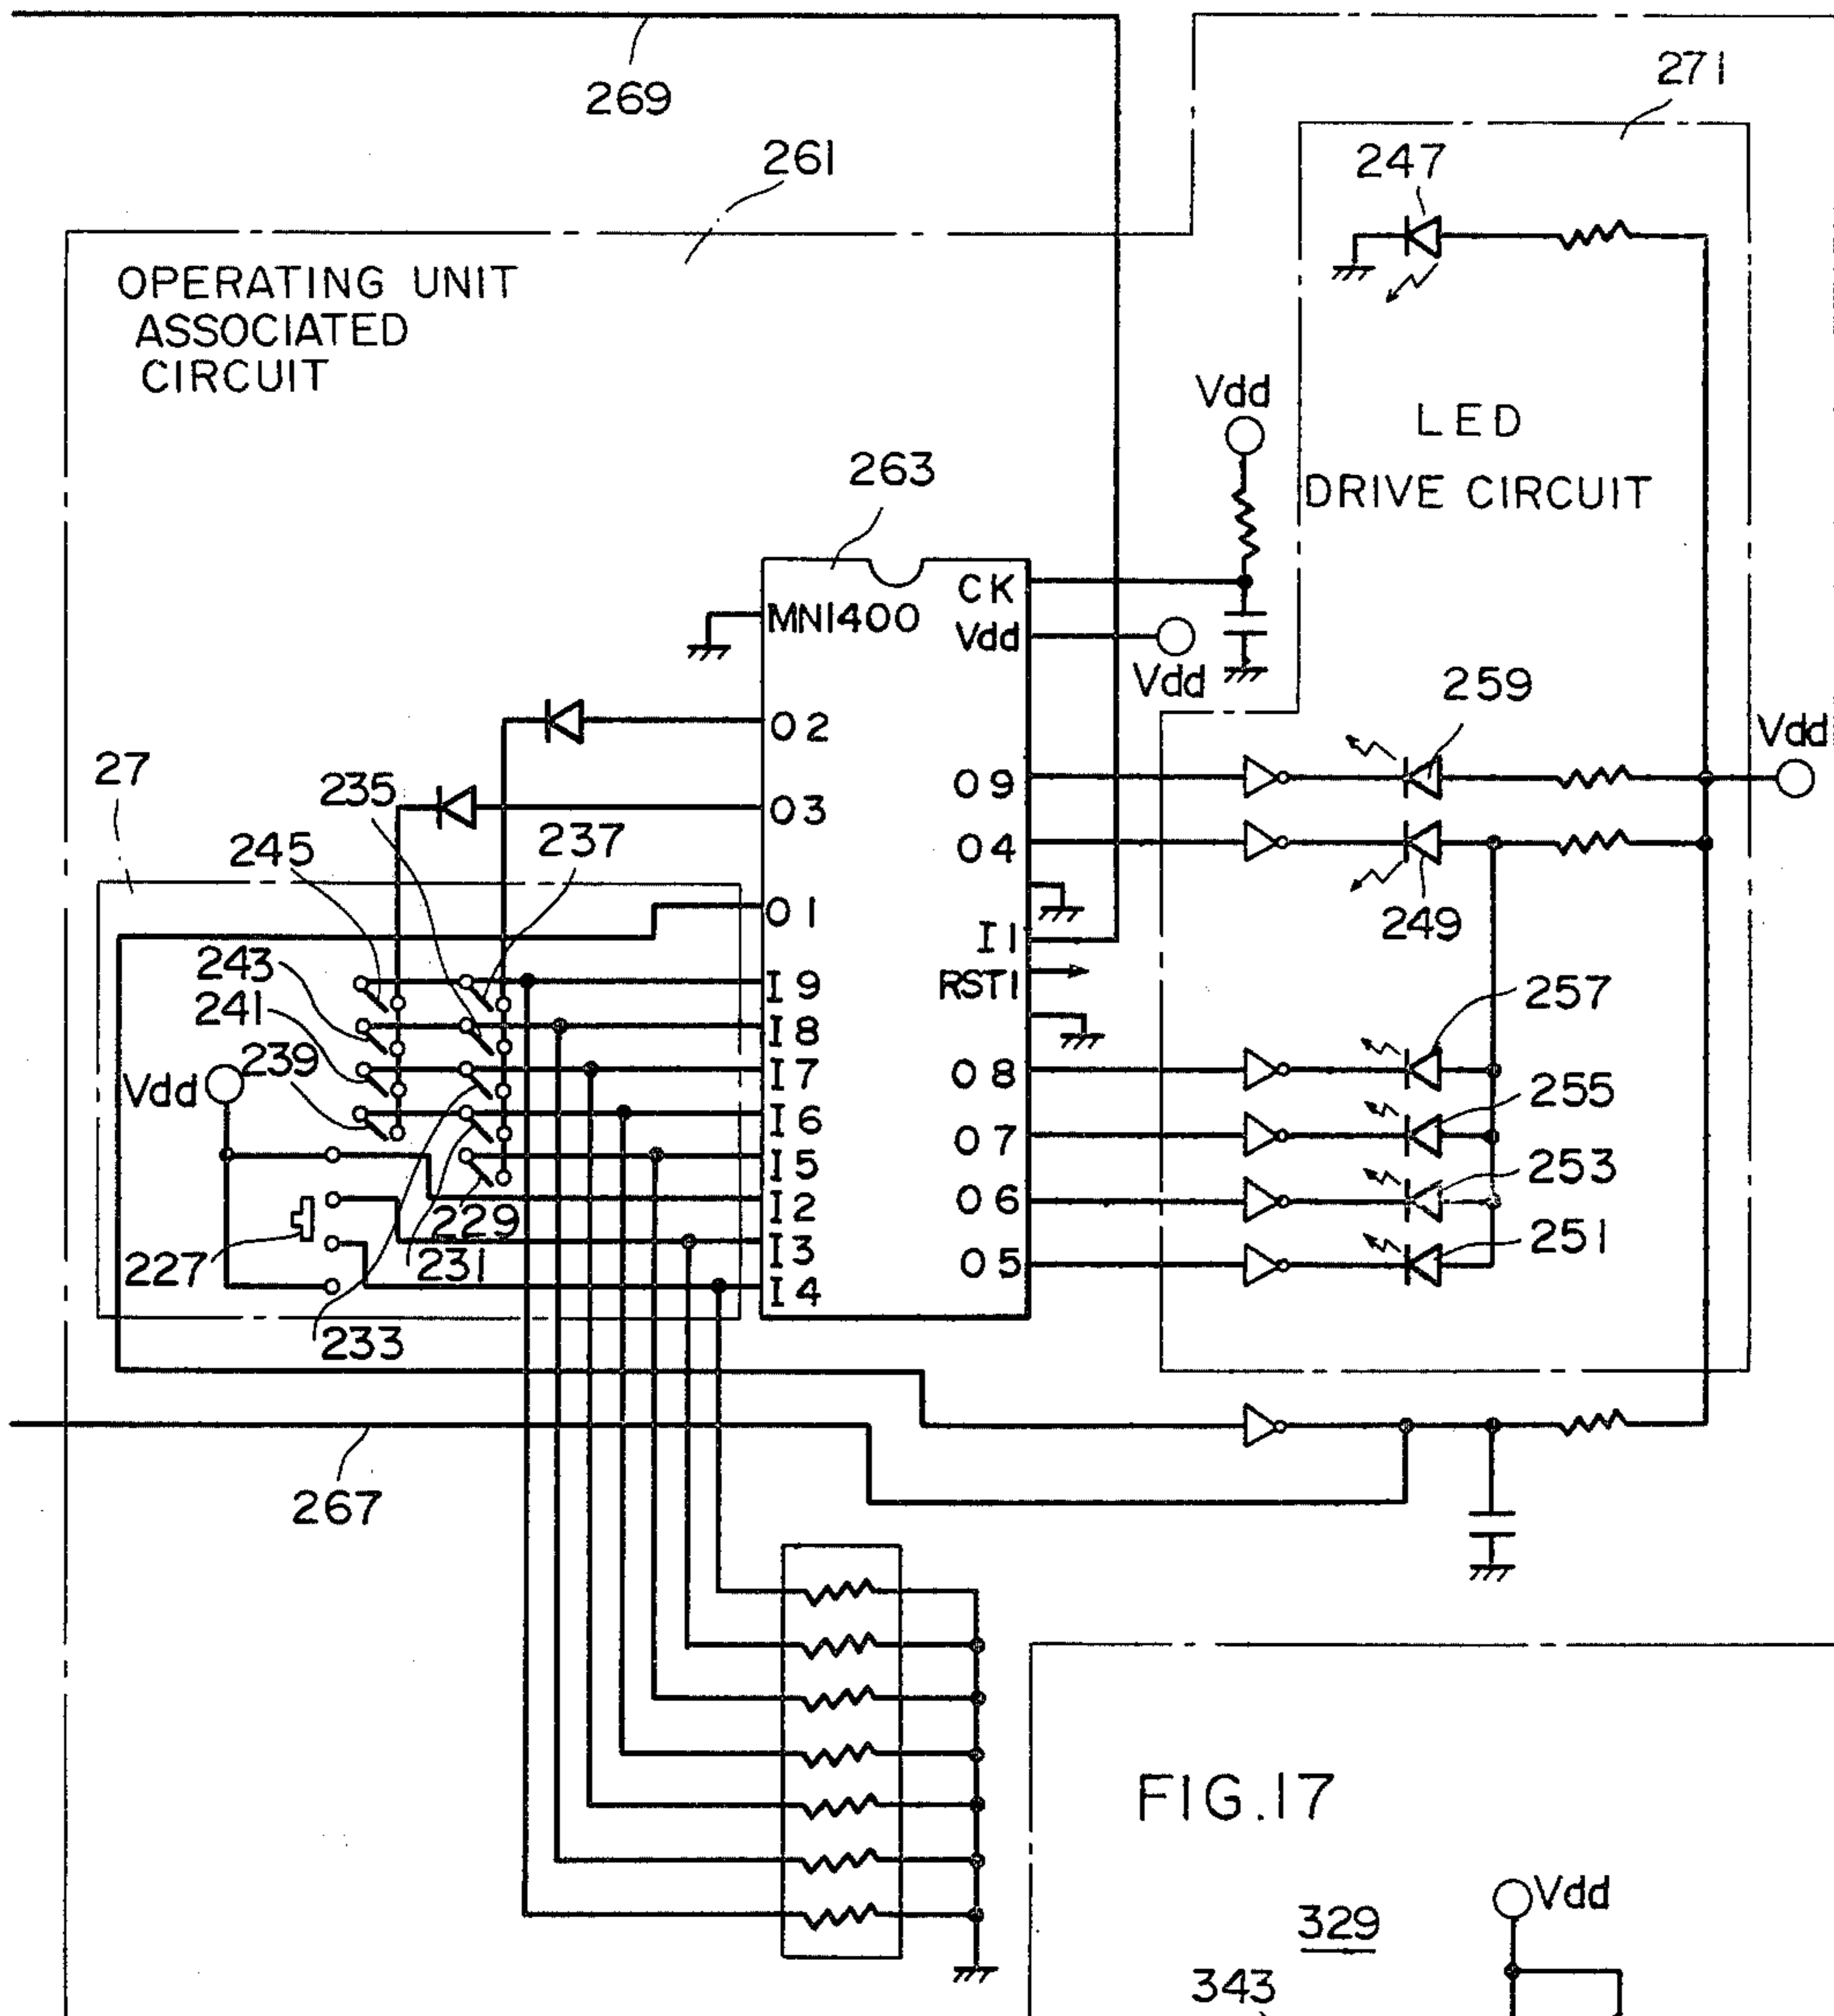 269
271
261
247
OPERATING UNIT
ASSOCIATED
CIRCUIT
Vdd
LED
DRIVE CIRCUIT
263
CK
MN1400
Vdd
Vdd
259
O2
Vdd
27
235
O9
O3
237
245
O4
249
O1
I1
243
I9
RST1
257
241
I8
239
I7
O8
Vdd
255
I6
O7
I5
253
I2
O6
229
227
231
I3
O5
251
I4
233
267
FIG.17
Vdd
329
343